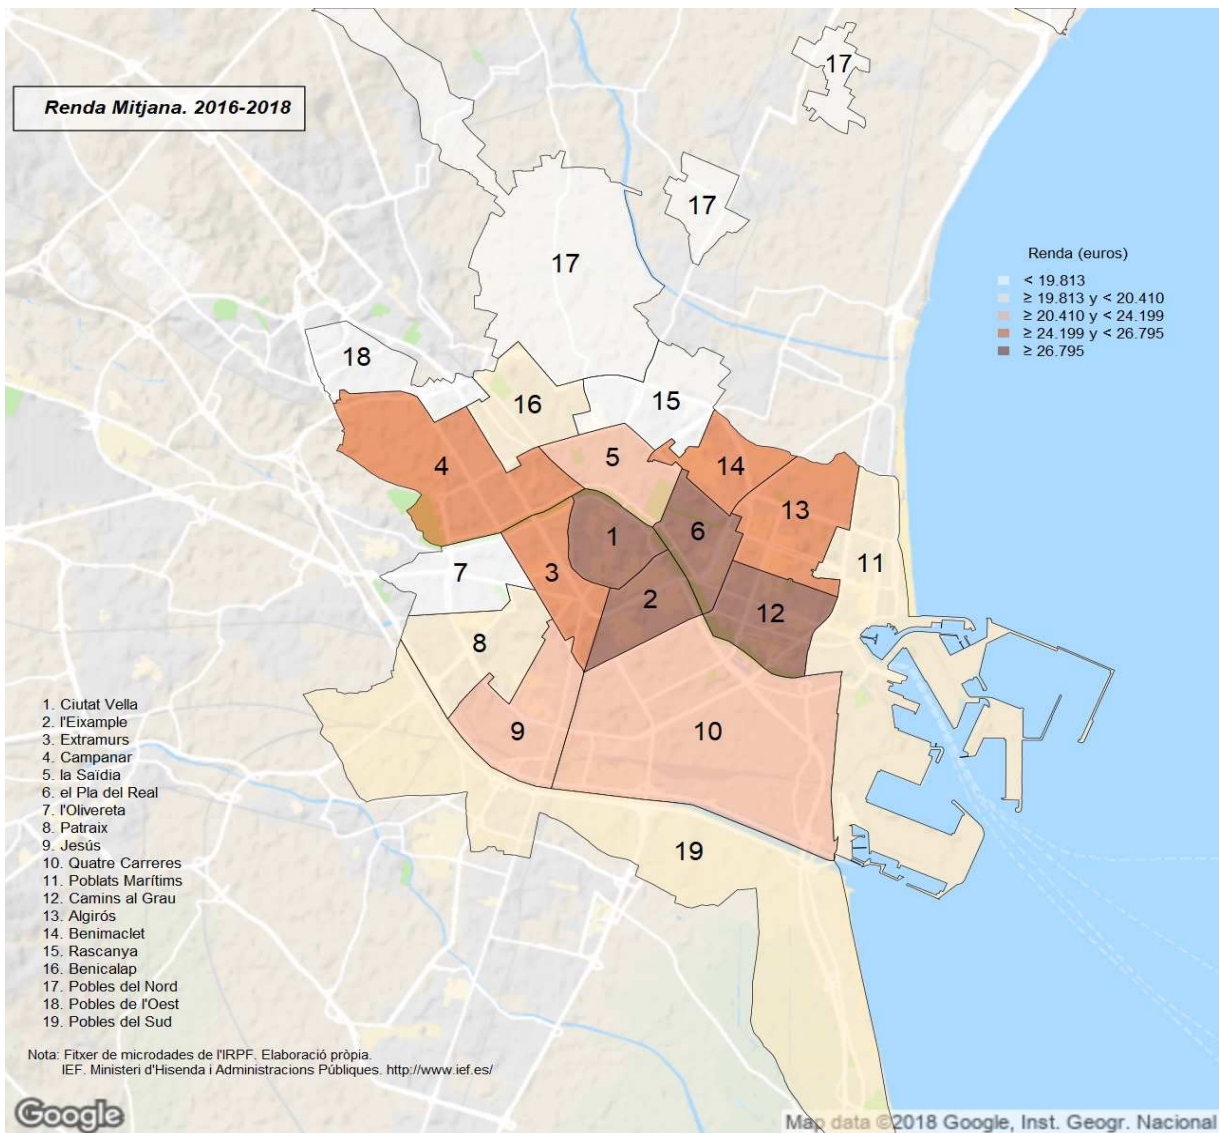 Renda Mitjana. 2016-2018
17
17
17
Renda (euros)
< 19.813
≥ 19.813 y < 20.410
≥ 20.410 y < 24.199
≥ 24.199 y < 26.795
≥ 26.795
18
16
15
5
4
14
13
1
6
11
7
3
2
12
8
9
10
19
1. Ciutat Vella
2. l'Eixample
3. Extramurs
4. Campanar
5. la Saïdia
6. el Pla del Real
7. l'Olivereta
8. Patraix
9. Jesús
10. Quatre Carreres
11. Poblats Marítims
12. Camins al Grau
13. Algirós
14. Benimaclet
15. Rascanya
16. Benicalap
17. Pobles del Nord
18. Pobles de l'Oest
19. Pobles del Sud
Nota: Fitxer de microdades de l'IRPF. Elaboració pròpia.
IEF. Ministeri d'Hisenda i Administracions Públiques. http://www.ief.es/
Google
Map data ©2018 Google, Inst. Geogr. Nacional